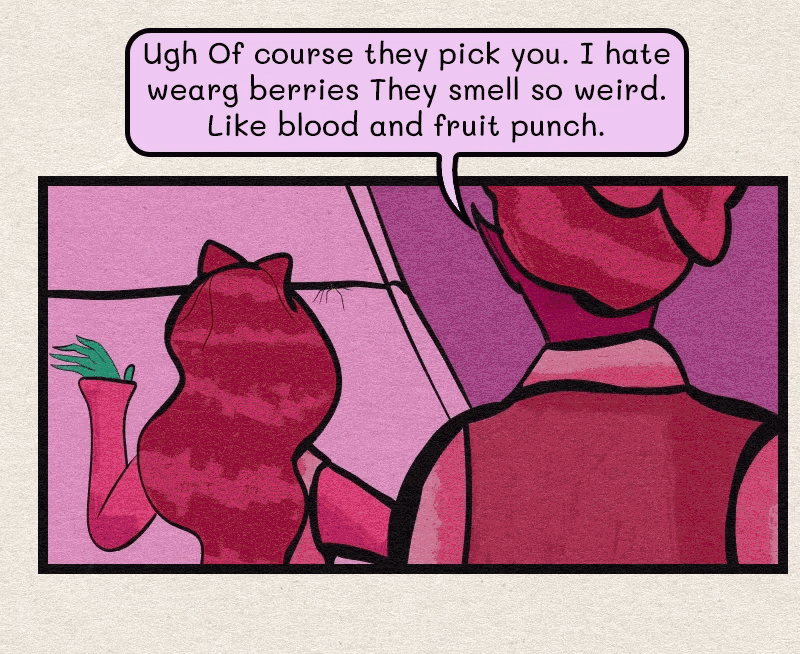 Ugh Of course they pick you. I hate
wearg berries They smell so weird.
Like blood and fruit punch.